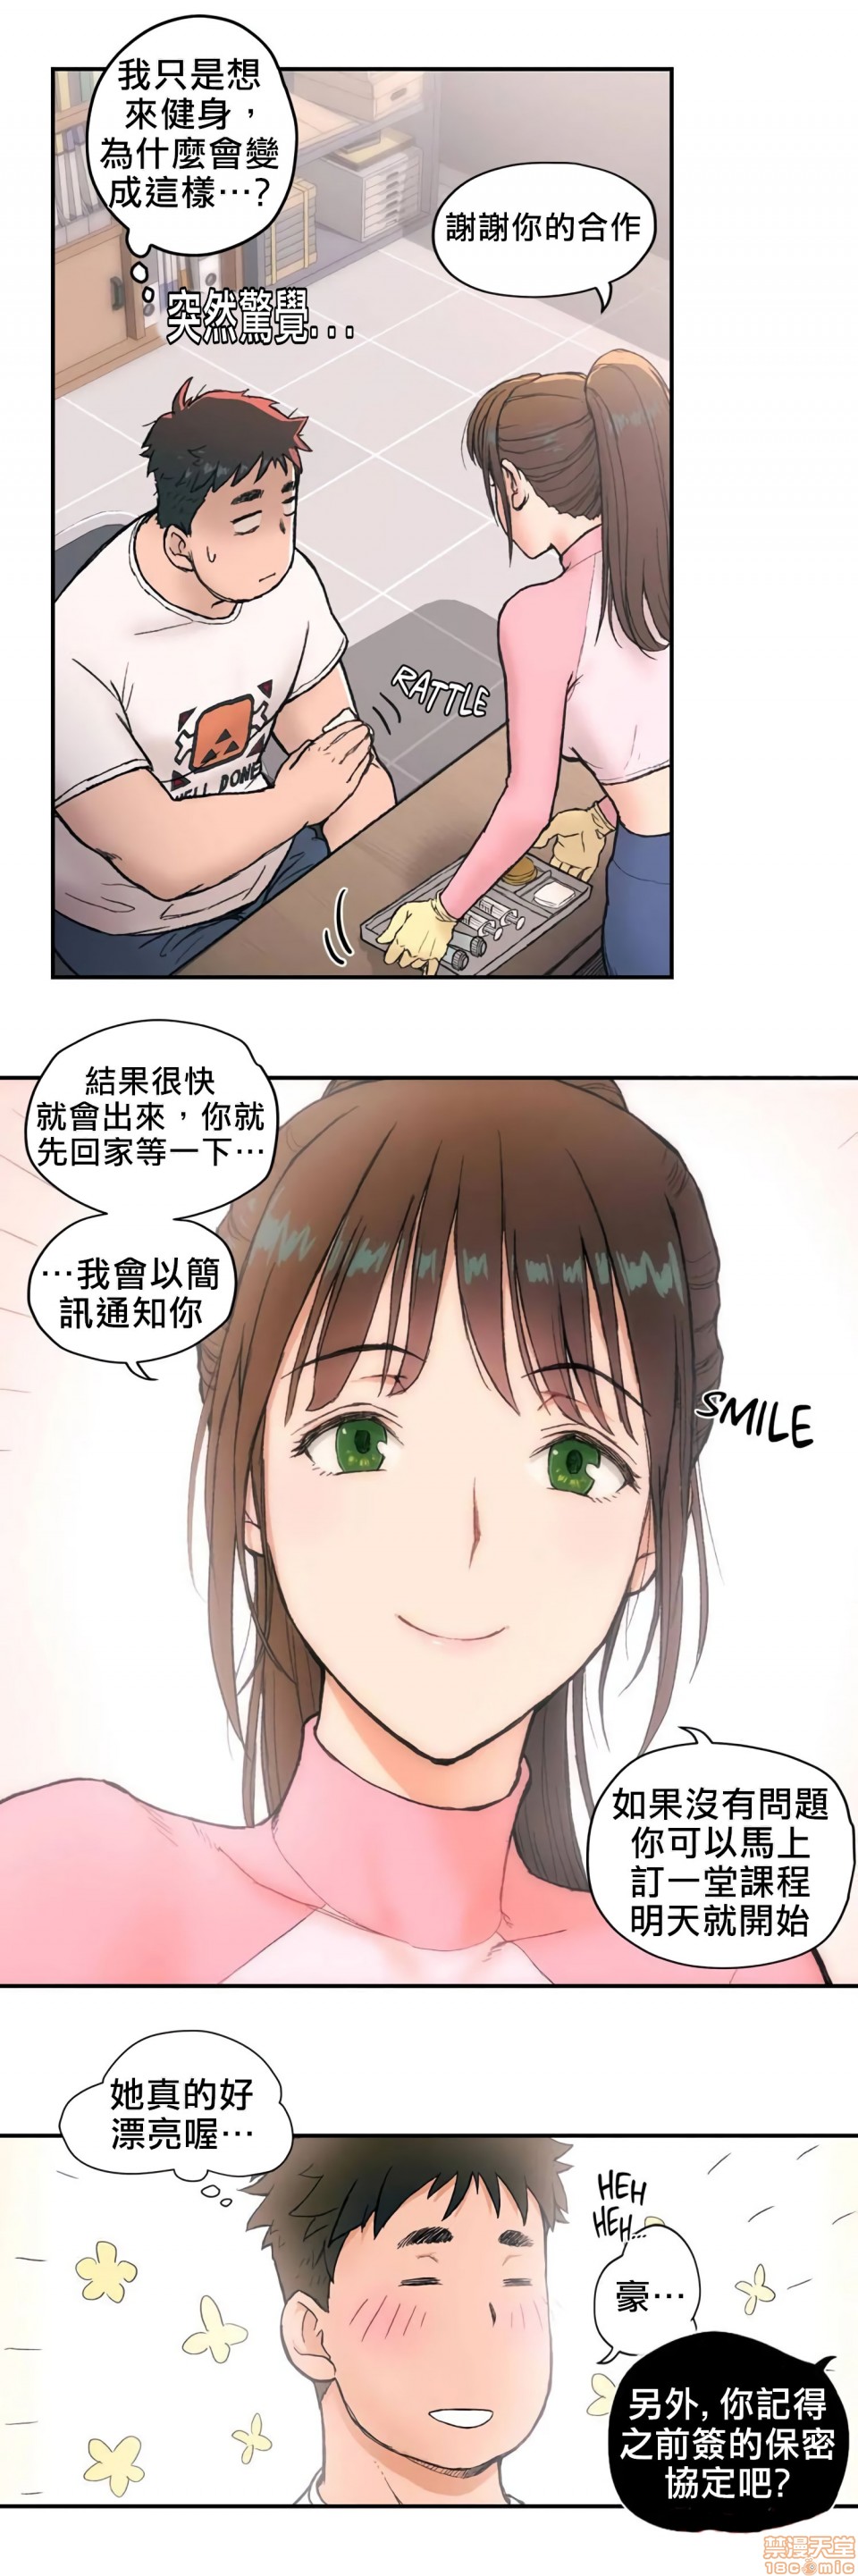 我只是想
來健身，
為什麼會變
成這樣…?
謝謝你的合作
突然驚覺...
RATTLE
WELL DONE
結果很快
就會出來，你就
先回家等一下…
…我會以簡
訊通知你
SMILE
如果沒有問題
你可以馬上
訂一堂課程
明天就開始
她真的好
漂亮喔…
HEH
HEH...
豪…
另外, 你記得
之前簽的保密
協定吧?
禁漫天堂
18comic